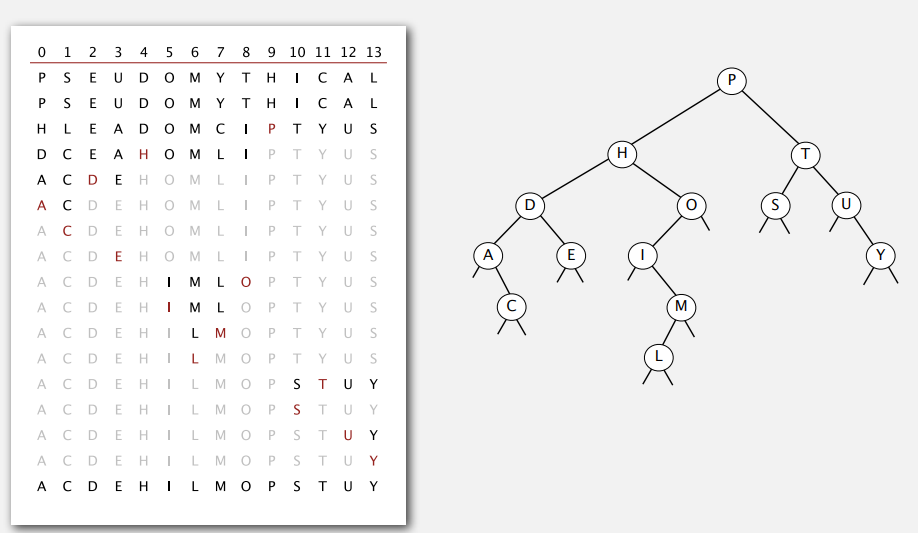 0 1 2 3 4 5 6 7 8 9 10 11 12 13
P S E U D O M Y T H I C A L
P S E U D O M Y T H I C A L
H L E A D O M C I P T Y U S
D C E A H O M L I P T Y U S
A C D E H O M L I P T Y U S
A C D E H O M L I P T Y U S
A C D E H O M L I P T Y U S
A C D E H O M L I P T Y U S
A C D E H I M L O P T Y U S
A C D E H I M L O P T Y U S
A C D E H I L M O P T Y U S
A C D E H I L M O P T Y U S
A C D E H I L M O P S T U Y
A C D E H I L M O P S T U Y
A C D E H I L M O P S T U Y
A C D E H I L M O P S T U Y
A C D E H I L M O P S T U Y
P
H T
D O S U
A E I Y
C M
L